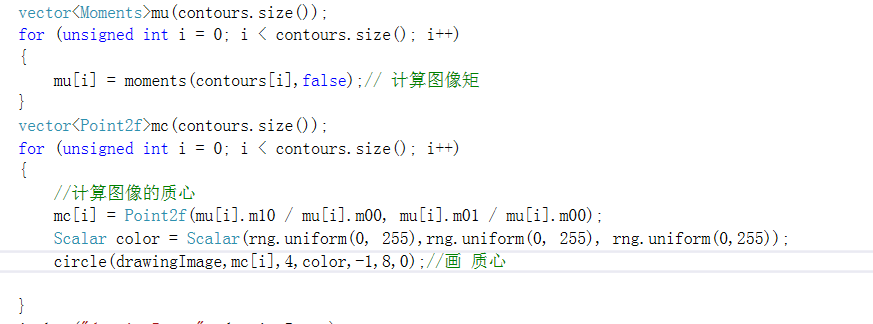 vector<Moments>mu(contours.size());
for (unsigned int i = 0; i < contours.size(); i++)
{
mu[i] = moments(contours[i],false);// 计算图像矩
}
vector<Point2f>mc(contours.size());
for (unsigned int i = 0; i < contours.size(); i++)
{
//计算图像的质心
mc[i] = Point2f(mu[i].m10 / mu[i].m00, mu[i].m01 / mu[i].m00);
Scalar color = Scalar(rng.uniform(0, 255),rng.uniform(0, 255), rng.uniform(0,255));
circle(drawingImage,mc[i],4,color,-1,8,0);//画 质心
}